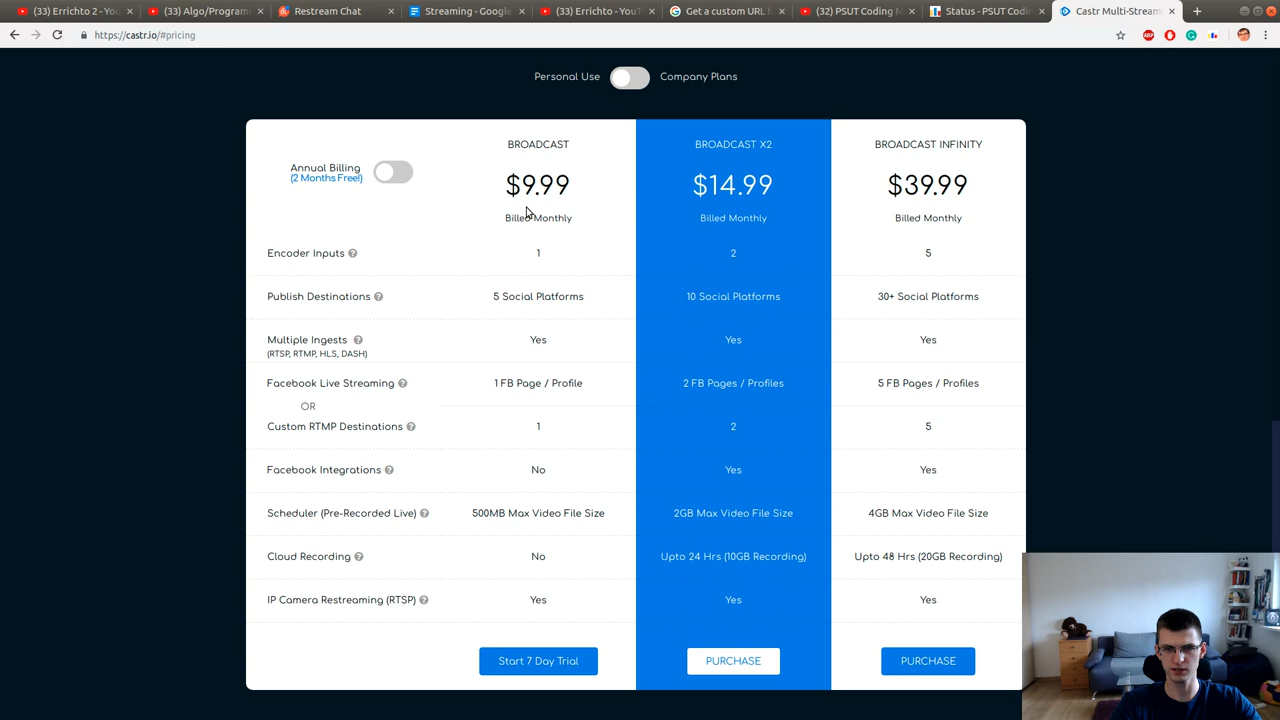 (33) Errichto 2 - You
(33) Algo/Program
Restream Chat
Streaming - Google
(33) Errichto - YouT
Get a custom URL f
(32) PSUT Coding M
Status - PSUT Codin
Castr Multi-Stream
https://castr.io/#pricing
Personal Use
Company Plans
Annual Billing
(2 Months Free!)
BROADCAST
$9.99
Billed Monthly
BROADCAST X2
$14.99
Billed Monthly
BROADCAST INFINITY
$39.99
Billed Monthly
Encoder Inputs ? 1 2 5
Publish Destinations ? 5 Social Platforms 10 Social Platforms 30+ Social Platforms
Multiple Ingests ? Yes Yes Yes
(RTSP, RTMP, HLS, DASH)
Facebook Live Streaming ? 1 FB Page / Profile 2 FB Pages / Profiles 5 FB Pages / Profiles
OR
Custom RTMP Destinations ? 1 2 5
Facebook Integrations ? No Yes Yes
Scheduler (Pre-Recorded Live) ? 500MB Max Video File Size 2GB Max Video File Size 4GB Max Video File Size
Cloud Recording ? No Upto 24 Hrs (10GB Recording) Upto 48 Hrs (20GB Recording)
IP Camera Restreaming (RTSP) ? Yes Yes Yes
Start 7 Day Trial PURCHASE PURCHASE